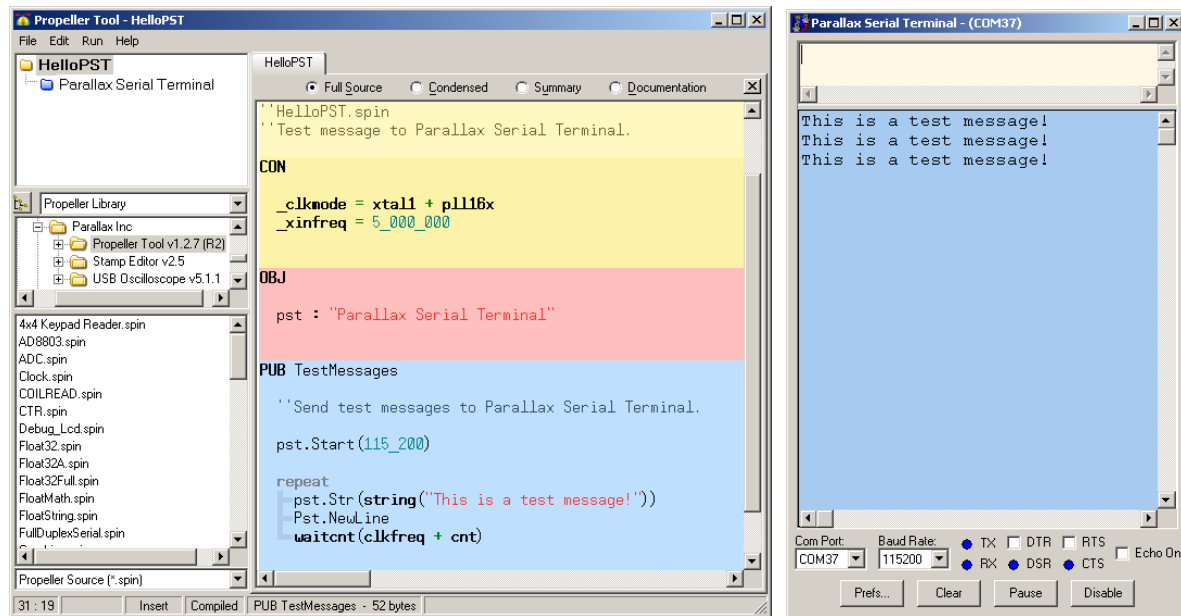 Propeller Tool - HelloPST
File Edit Run Help
HelloPST
Parallax Serial Terminal
Propeller Library
Parallax Inc
Propeller Tool v1.2.7 (R2)
Stamp Editor v2.5
USB Oscilloscope v5.1.1
4x4 Keypad Reader.spin
AD8803.spin
ADC.spin
Clock.spin
COILREAD.spin
CTR.spin
Debug_Lcd.spin
Float32.spin
Float32A.spin
Float32Full.spin
FloatMath.spin
FloatString.spin
FullDuplexSerial.spin
Propeller Source (*.spin)
HelloPST
Full Source Condensed Summary Documentation
''HelloPST.spin
''Test message to Parallax Serial Terminal.
CON
_clkmode = xtal1 + pll16x
_xinfreq = 5_000_000
OBJ
pst : "Parallax Serial Terminal"
PUB TestMessages
''Send test messages to Parallax Serial Terminal.
pst.Start(115_200)
repeat
pst.Str(string("This is a test message!"))
Pst.NewLine
waitcnt(clkfreq + cnt)
31 : 19 Insert Compiled PUB TestMessages - 52 bytes
Parallax Serial Terminal - (COM37)
This is a test message!
This is a test message!
This is a test message!
Com Port: Baud Rate: TX DTR RTS
COM37 115200 RX DSR CTS Echo On
Prefs... Clear Pause Disable